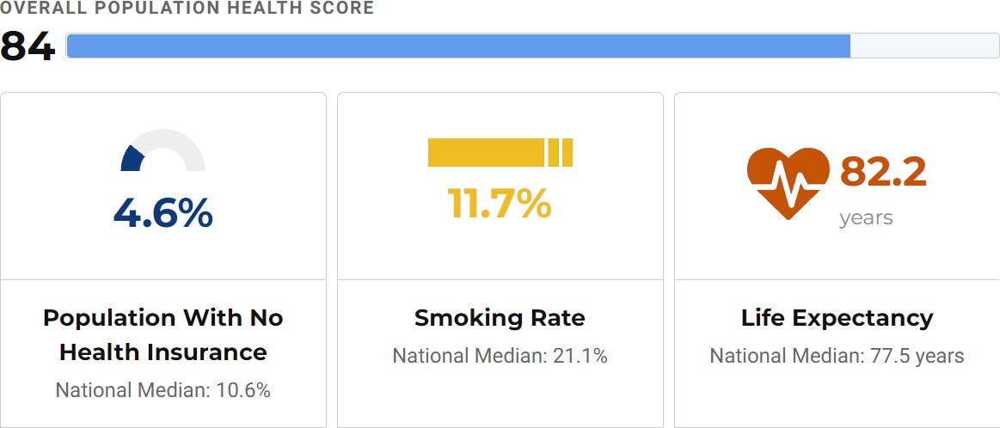 OVERALL POPULATION HEALTH SCORE
84
4.6%
Population With No
Health Insurance
National Median: 10.6%
11.7%
Smoking Rate
National Median: 21.1%
82.2
years
Life Expectancy
National Median: 77.5 years